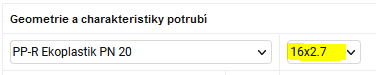 Geometrie a charakteristiky potrubí
PP-R Ekoplastik PN 20 16x2.7